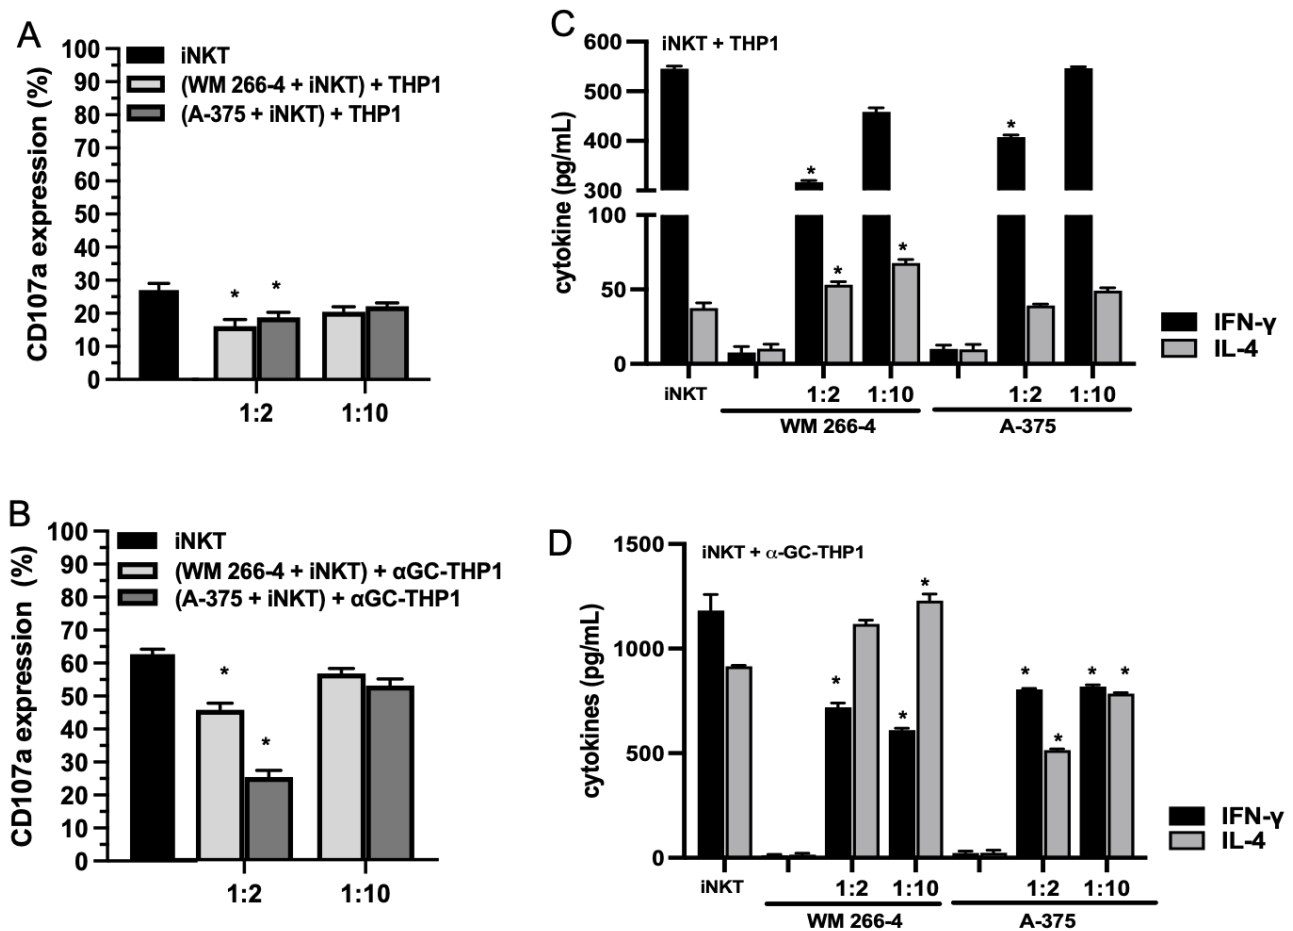 A
CD107a expression (%)
100
90
80
70
60
50
40
30
20
10
0
iNKT
(WM 266-4 + iNKT) + THP1
(A-375 + iNKT) + THP1
*
*
1:2
1:10
C
cytokine (pg/mL)
600
500
400
300
100
50
0
iNKT + THP1
*
*
*
*
iNKT
1:2
1:10
1:2
1:10
WM 266-4
A-375
IFN-γ
IL-4
B
CD107a expression (%)
100
90
80
70
60
50
40
30
20
10
0
iNKT
(WM 266-4 + iNKT) + αGC-THP1
(A-375 + iNKT) + αGC-THP1
*
*
1:2
1:10
D
cytokines (pg/mL)
1500
1000
500
0
iNKT + α-GC-THP1
*
*
*
*
*
*
*
iNKT
1:2
1:10
1:2
1:10
WM 266-4
A-375
IFN-γ
IL-4